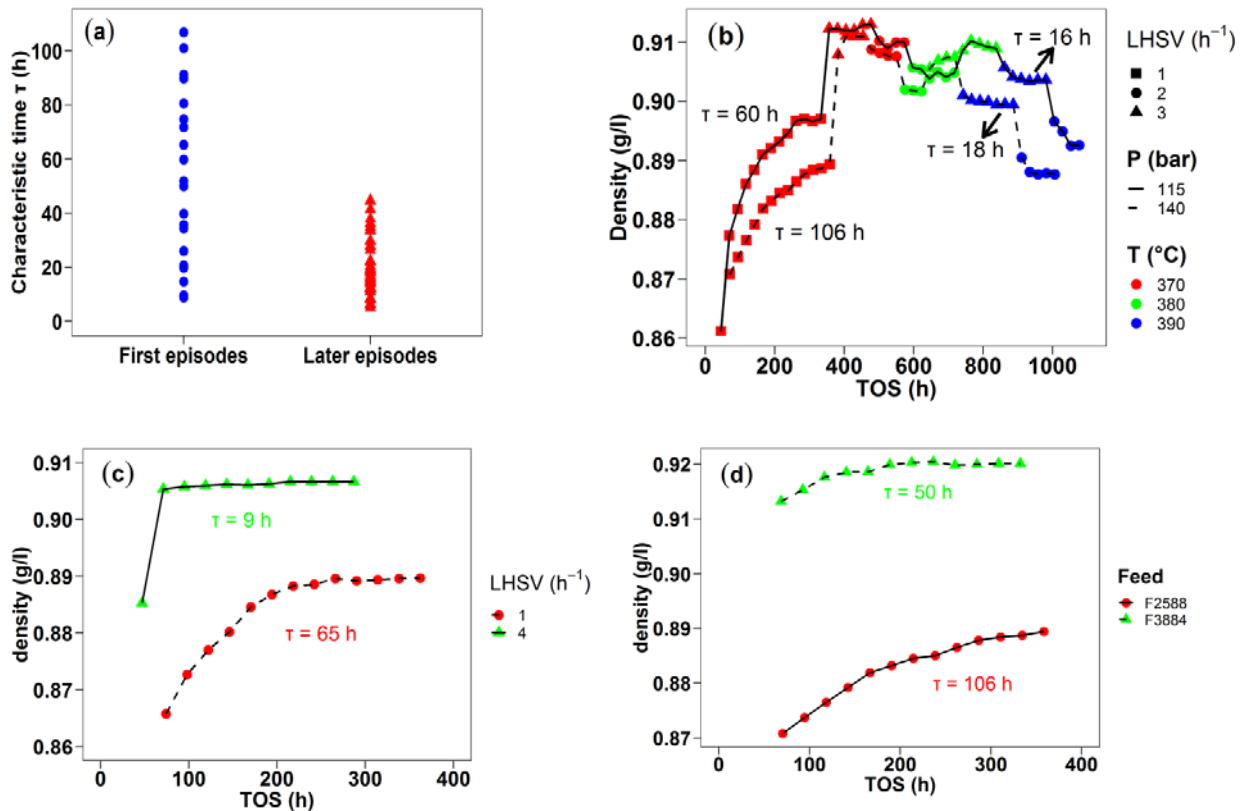 (a)
Characteristic time τ (h)
100
80
60
40
20
0
First episodes
Later episodes
(b)
Density (g/l)
0.91
0.90
0.89
0.88
0.87
0.86
τ = 60 h
τ = 106 h
τ = 16 h
τ = 18 h
0
200
400
600
800
1000
TOS (h)
LHSV (h⁻¹)
1
2
3
P (bar)
115
140
T (°C)
370
380
390
(c)
density (g/l)
0.91
0.90
0.89
0.88
0.87
0.86
τ = 9 h
τ = 65 h
0
100
200
300
400
TOS (h)
LHSV (h⁻¹)
1
4
(d)
density (g/l)
0.92
0.91
0.90
0.89
0.88
0.87
τ = 50 h
τ = 106 h
0
100
200
300
400
TOS (h)
Feed
F2588
F3884